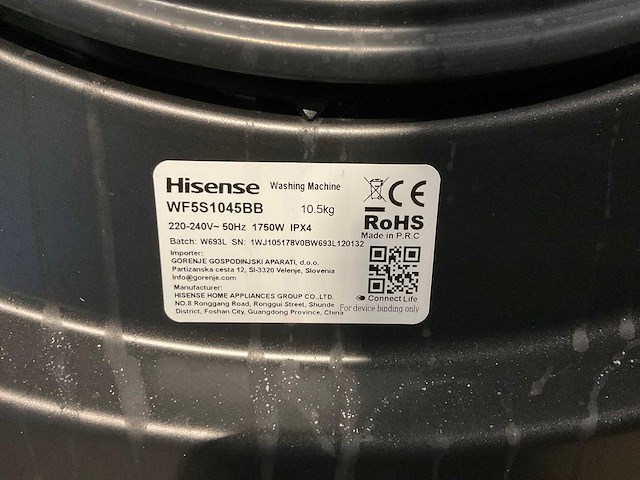 Hisense Washing Machine
WF5S1045BB 10.5kg
220-240V~ 50Hz 1750W IPX4
Batch: W693L SN: 1WJ105178V0BW693L120132
Importer:
GORENJE GOSPODINJSKI APARATI, d.o.o.
Partizanska cesta 12, SI-3320 Velenje, Slovenia
Info@gorenje.com
Manufacturer:
HISENSE HOME APPLIANCES GROUP CO.,LTD.
NO.8 Ronggang Road, Ronggui Street, Shunde
District, Foshan City, Guangdong Province, China
CE
RoHS
Made in P.R.C
Connect Life
For device binding only